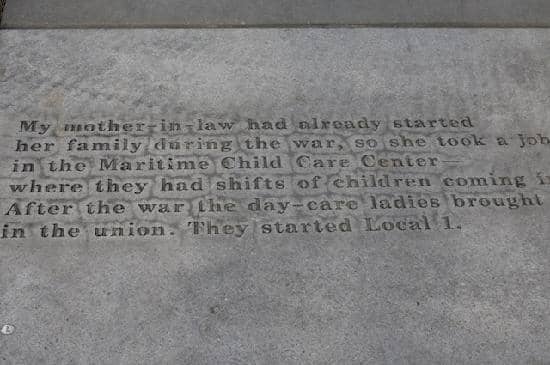 My mother-in-law had already started
her family during the war, so she took a job
in the Maritime Child Care Center—
where they had shifts of children coming i
After the war the day-care ladies brought
in the union. They started Local 1.